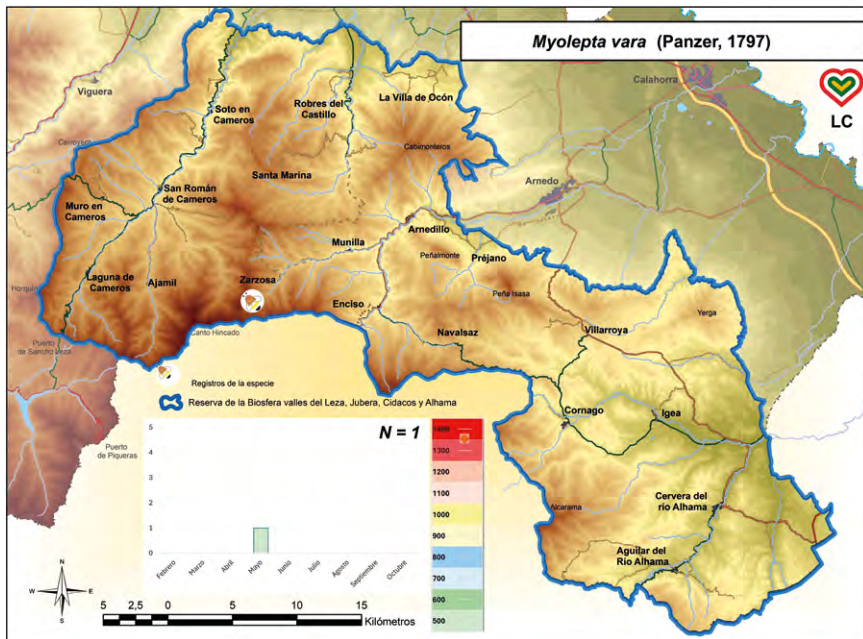 Myolepta vara (Panzer, 1797)
LC
Calahorra
Viguera
Soto en
Cameros
Robres del
Castillo
La Villa de Ocón
Cabimonteros
Santa Marina
Arnedo
San Román
de Cameros
Muro en
Cameros
Arnedillo
Munilla
Peñalmonte
Préjano
Laguna de
Cameros
Ajamil
Zarzosa
Peña Isasa
Enciso
Yerga
Canto Hincado
Navalsaz
Villarroya
Puerto
de Sancho Leza
Registros de la especie
Reserva de la Biosfera valles del Leza, Jubera, Cidacos y Alhama
Cornago
Igea
N = 1
5
4
3
2
1
0
Febrero
Marzo
Abril
Mayo
Junio
Julio
Agosto
Septiembre
Octubre
1400
1300
1200
1100
1000
900
800
700
600
500
Puerto
de Piqueras
Alcarama
Cervera del
río Alhama
Aguilar del
Río Alhama
N
W
E
S
5
2,5
0
5
10
15
Kilómetros